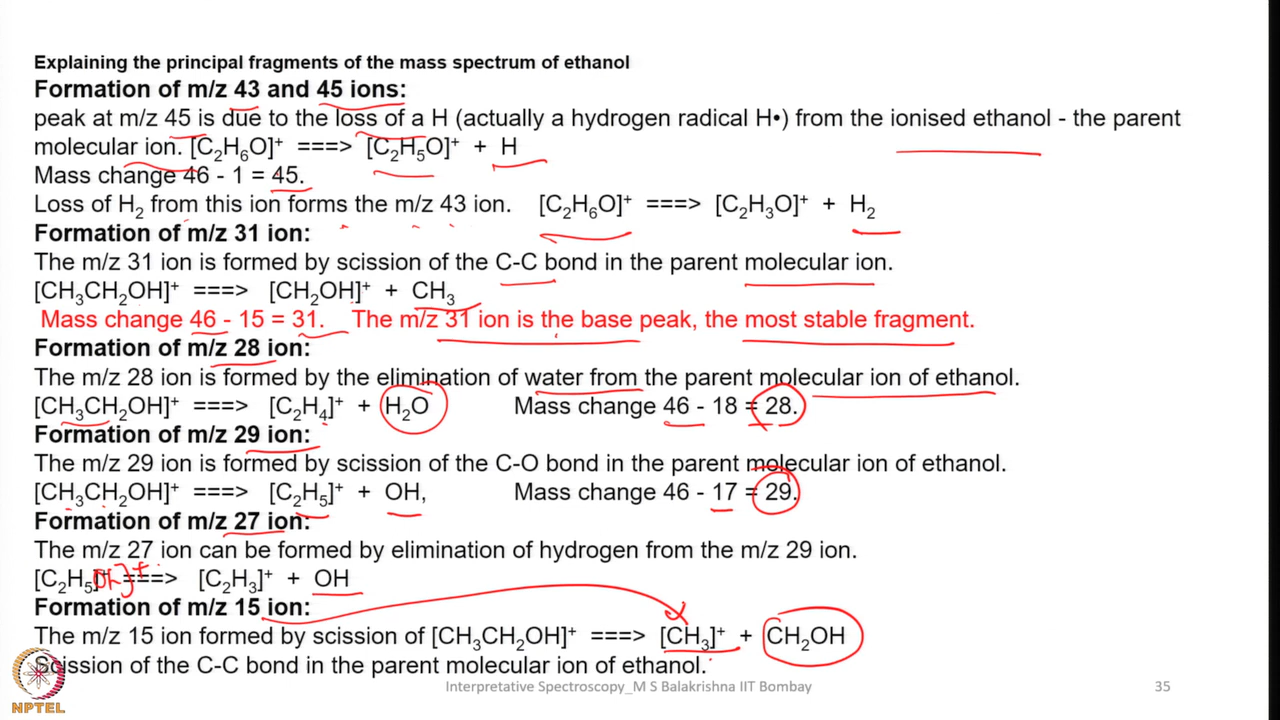 Explaining the principal fragments of the mass spectrum of ethanol
Formation of m/z 43 and 45 ions:
peak at m/z 45 is due to the loss of a H (actually a hydrogen radical H•) from the ionised ethanol - the parent
molecular ion. [C₂H₆O]⁺ ===> [C₂H₅O]⁺ + H
Mass change 46 - 1 = 45.
Loss of H₂ from this ion forms the m/z 43 ion. [C₂H₆O]⁺ ===> [C₂H₃O]⁺ + H₂
Formation of m/z 31 ion:
The m/z 31 ion is formed by scission of the C-C bond in the parent molecular ion.
[CH₃CH₂OH]⁺ ===> [CH₂OH]⁺ + CH₃
Mass change 46 - 15 = 31. The m/z 31 ion is the base peak, the most stable fragment.
Formation of m/z 28 ion:
The m/z 28 ion is formed by the elimination of water from the parent molecular ion of ethanol.
[CH₃CH₂OH]⁺ ===> [C₂H₄]⁺ + H₂O Mass change 46 - 18 = 28.
Formation of m/z 29 ion:
The m/z 29 ion is formed by scission of the C-O bond in the parent molecular ion of ethanol.
[CH₃CH₂OH]⁺ ===> [C₂H₅]⁺ + OH, Mass change 46 - 17 = 29.
Formation of m/z 27 ion:
The m/z 27 ion can be formed by elimination of hydrogen from the m/z 29 ion.
[C₂H₅OH]⁺ ===> [C₂H₃]⁺ + OH
Formation of m/z 15 ion:
The m/z 15 ion formed by scission of [CH₃CH₂OH]⁺ ===> [CH₃]⁺ + CH₂OH
Scission of the C-C bond in the parent molecular ion of ethanol.
Interpretative Spectroscopy_M S Balakrishna IIT Bombay 35
NPTEL